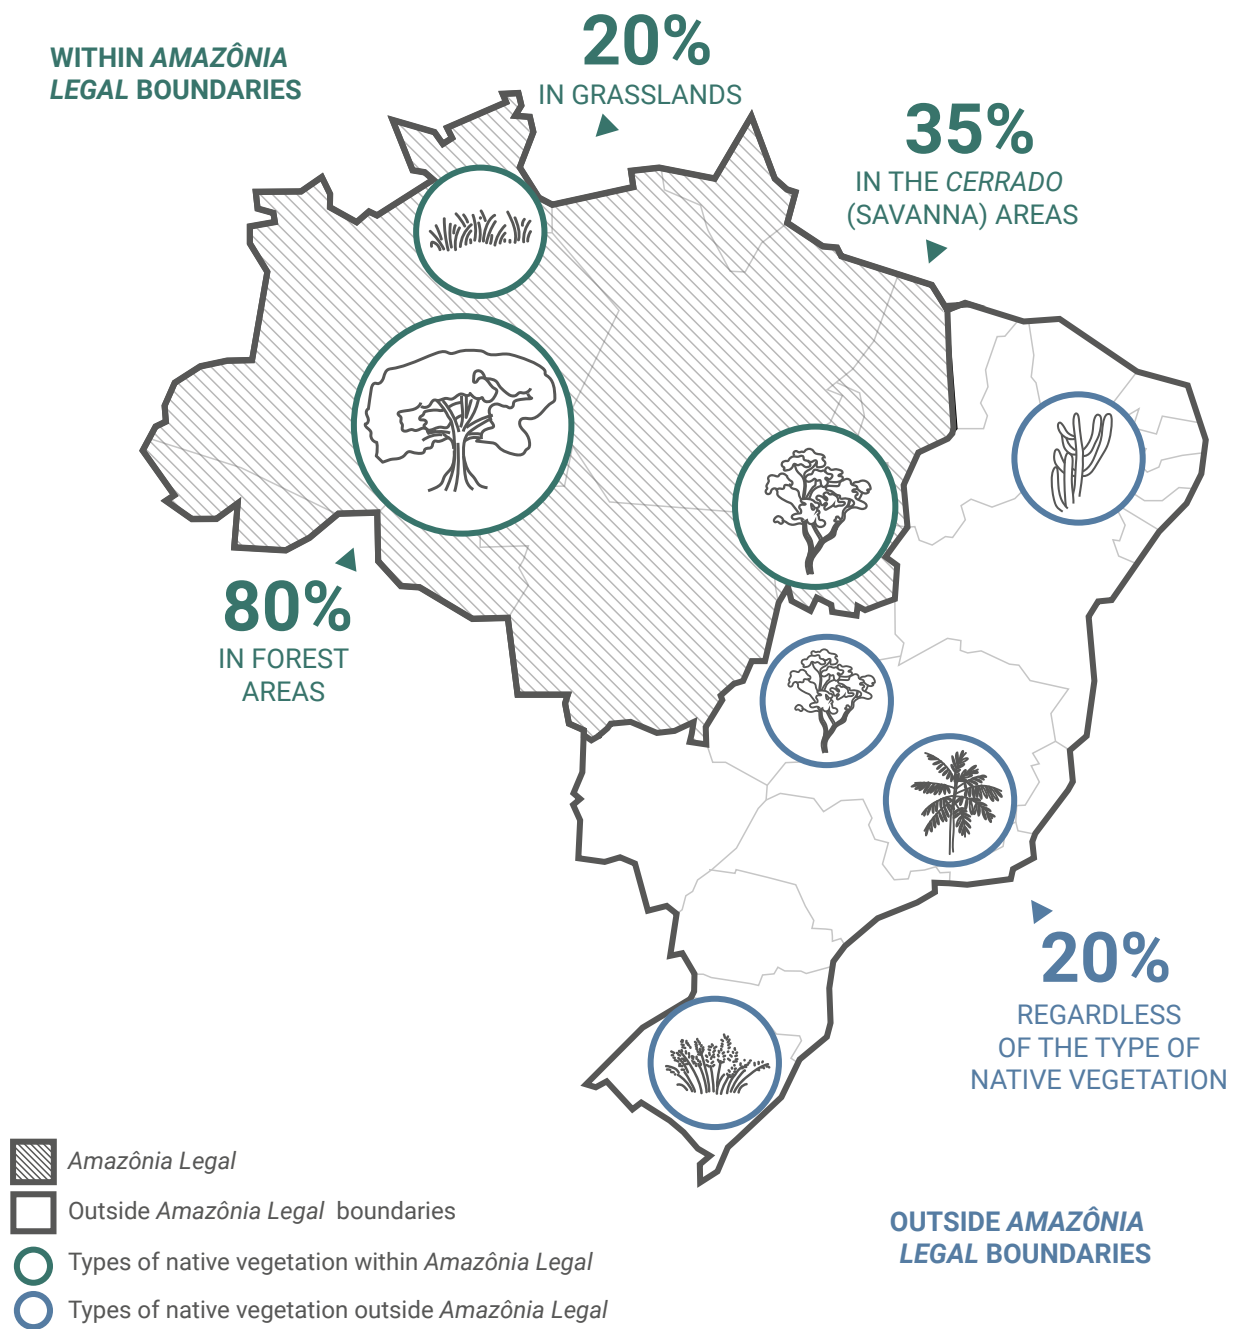 WITHIN AMAZÔNIA
LEGAL BOUNDARIES
20%
IN GRASSLANDS
35%
IN THE CERRADO
(SAVANNA) AREAS
80%
IN FOREST
AREAS
20%
REGARDLESS
OF THE TYPE OF
NATIVE VEGETATION
OUTSIDE AMAZÔNIA
LEGAL BOUNDARIES
Amazônia Legal
Outside Amazônia Legal boundaries
Types of native vegetation within Amazônia Legal
Types of native vegetation outside Amazônia Legal